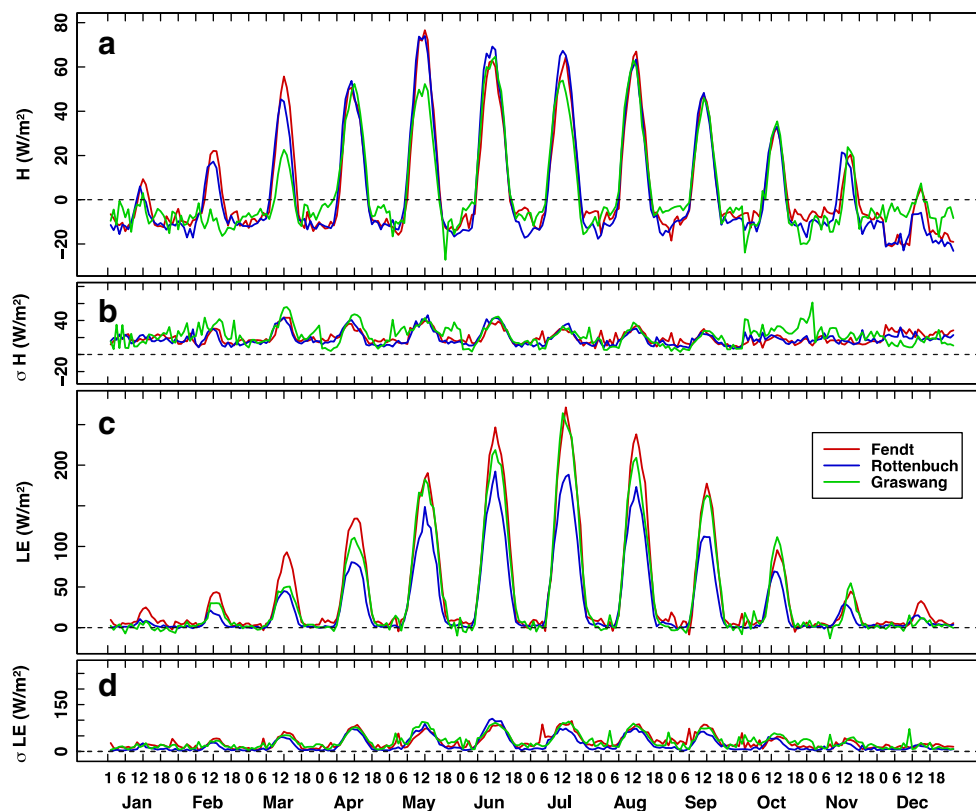 a
H (W/m²)
80
60
40
20
0
−20
b
σ H (W/m²)
40
−20
c
LE (W/m²)
200
100
50
0
Fendt
Rottenbuch
Graswang
d
σ LE (W/m²)
150
0
1 6 12 18 0 6 12 18 0 6 12 18 0 6 12 18 0 6 12 18 0 6 12 18 0 6 12 18 0 6 12 18 0 6 12 18 0 6 12 18 0 6 12 18 0 6 12 18
Jan Feb Mar Apr May Jun Jul Aug Sep Oct Nov Dec